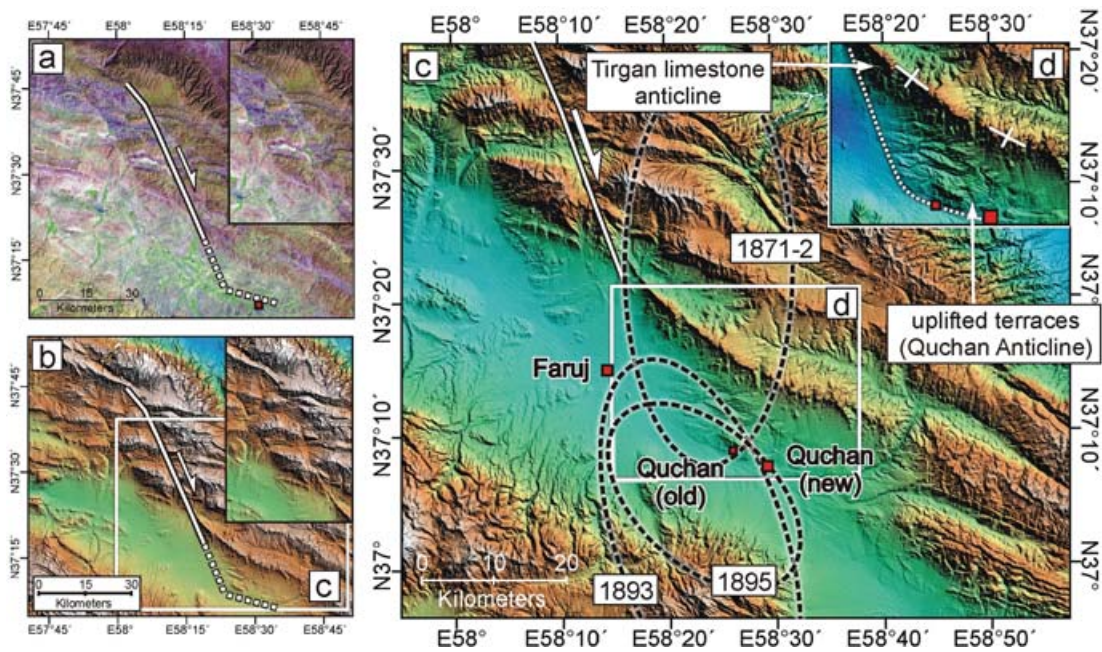 E57°45´ E58° E58°15´ E58°30´
a
N37°45´
N37°30´
N37°15´
0 15 30
Kilometers
b
N37°45´
N37°30´
N37°15´
0 15 30
Kilometers
c
E57°45´ E58° E58°15´ E58°30´ E58°45´
E58° E58°10´ E58°20´ E58°30´
E58°20´ E58°30´
c
Tirgan limestone
anticline
d
N37°20´
N37°10´
N37°30´
N37°20´
N37°10´
N37°
1871-2
d
uplifted terraces
(Quchan Anticline)
Faruj
Quchan
(old)
Quchan
(new)
N37°10´
N37°
0 10 20
Kilometers
1893
1895
E58° E58°10´ E58°20´ E58°30´ E58°40´ E58°50´